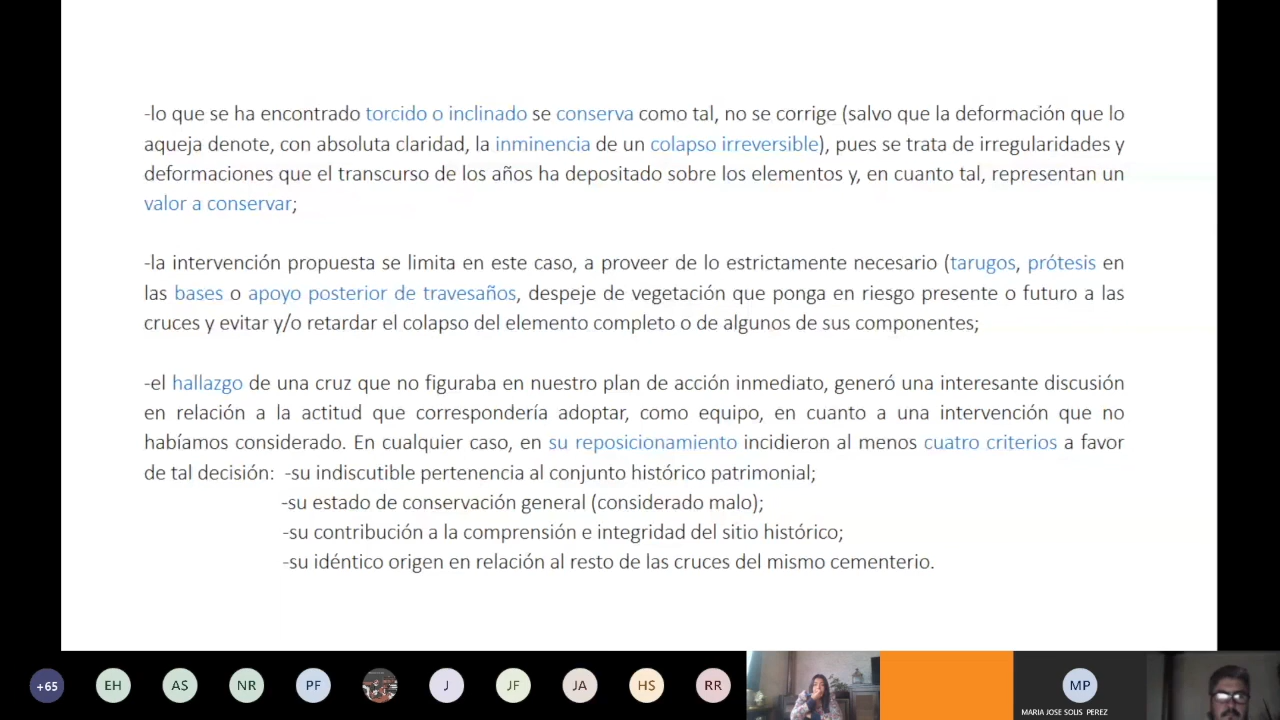 -lo que se ha encontrado torcido o inclinado se conserva como tal, no se corrige (salvo que la deformación que lo
aqueja denote, con absoluta claridad, la inminencia de un colapso irreversible), pues se trata de irregularidades y
deformaciones que el transcurso de los años ha depositado sobre los elementos y, en cuanto tal, representan un
valor a conservar;
-la intervención propuesta se limita en este caso, a proveer de lo estrictamente necesario (tarugos, prótesis en
las bases o apoyo posterior de travesaños, despeje de vegetación que ponga en riesgo presente o futuro a las
cruces y evitar y/o retardar el colapso del elemento completo o de algunos de sus componentes;
-el hallazgo de una cruz que no figuraba en nuestro plan de acción inmediato, generó una interesante discusión
en relación a la actitud que correspondería adoptar, como equipo, en cuanto a una intervención que no
habíamos considerado. En cualquier caso, en su reposicionamiento incidieron al menos cuatro criterios a favor
de tal decisión: -su indiscutible pertenencia al conjunto histórico patrimonial;
-su estado de conservación general (considerado malo);
-su contribución a la comprensión e integridad del sitio histórico;
-su idéntico origen en relación al resto de las cruces del mismo cementerio.
+65 EH AS NR PF J JF JA HS RR MP
MARIA JOSE SOLIS PEREZ